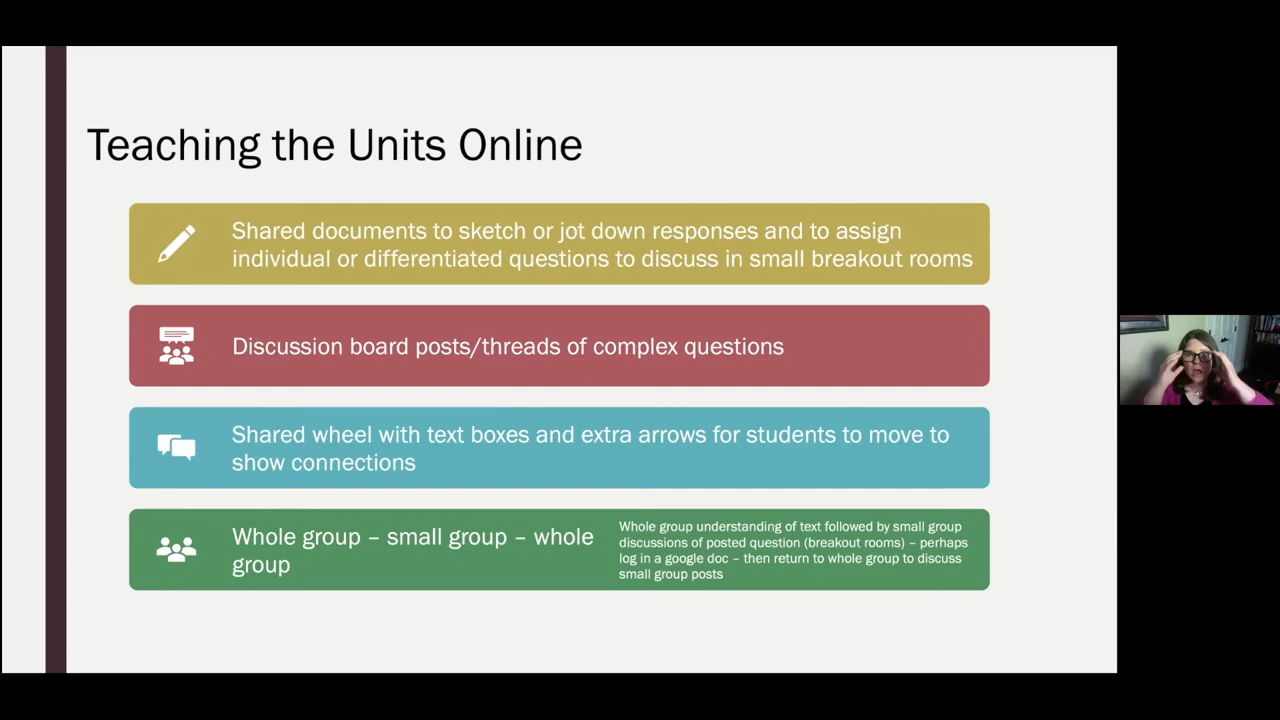 Teaching the Units Online
Shared documents to sketch or jot down responses and to assign
individual or differentiated questions to discuss in small breakout rooms
Discussion board posts/threads of complex questions
Shared wheel with text boxes and extra arrows for students to move to
show connections
Whole group – small group – whole
group
Whole group understanding of text followed by small group
discussions of posted question (breakout rooms) – perhaps
log in a google doc – then return to whole group to discuss
small group posts